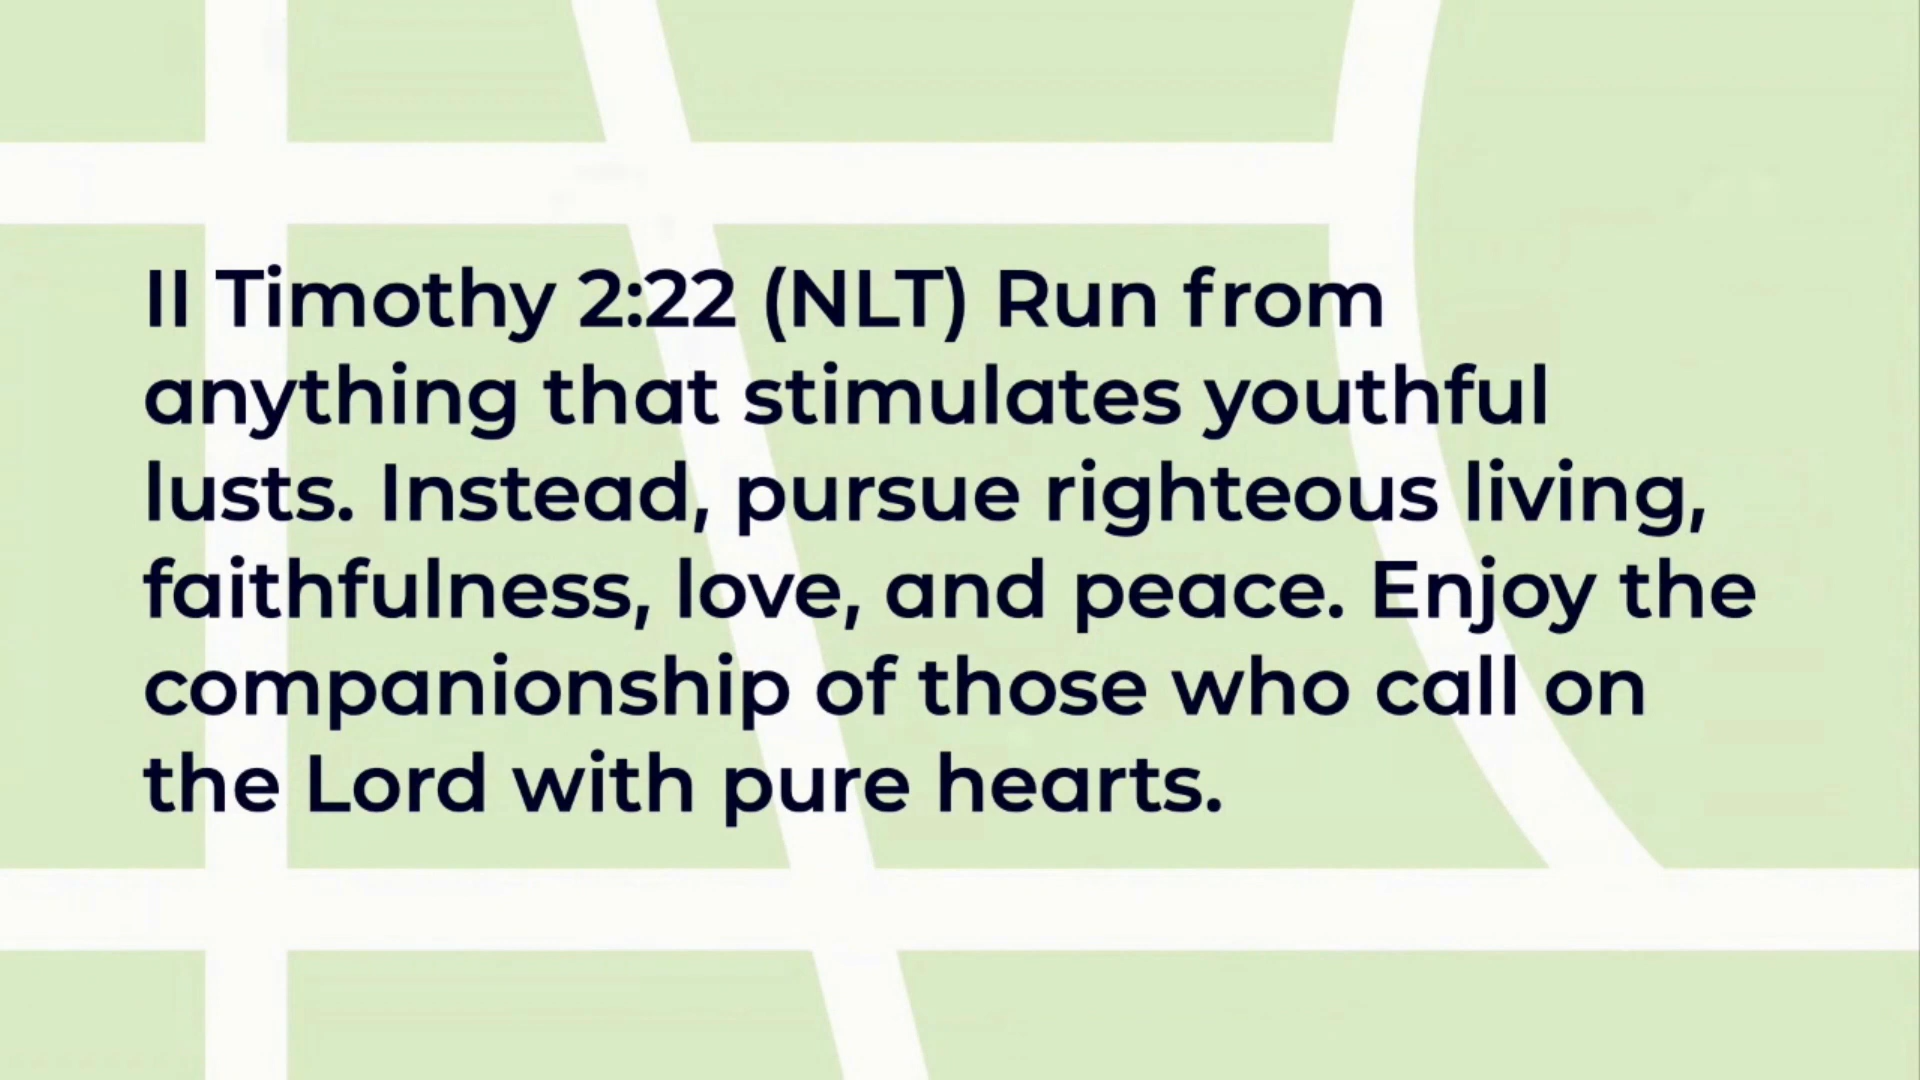 II Timothy 2:22 (NLT) Run from
anything that stimulates youthful
lusts. Instead, pursue righteous living,
faithfulness, love, and peace. Enjoy the
companionship of those who call on
the Lord with pure hearts.